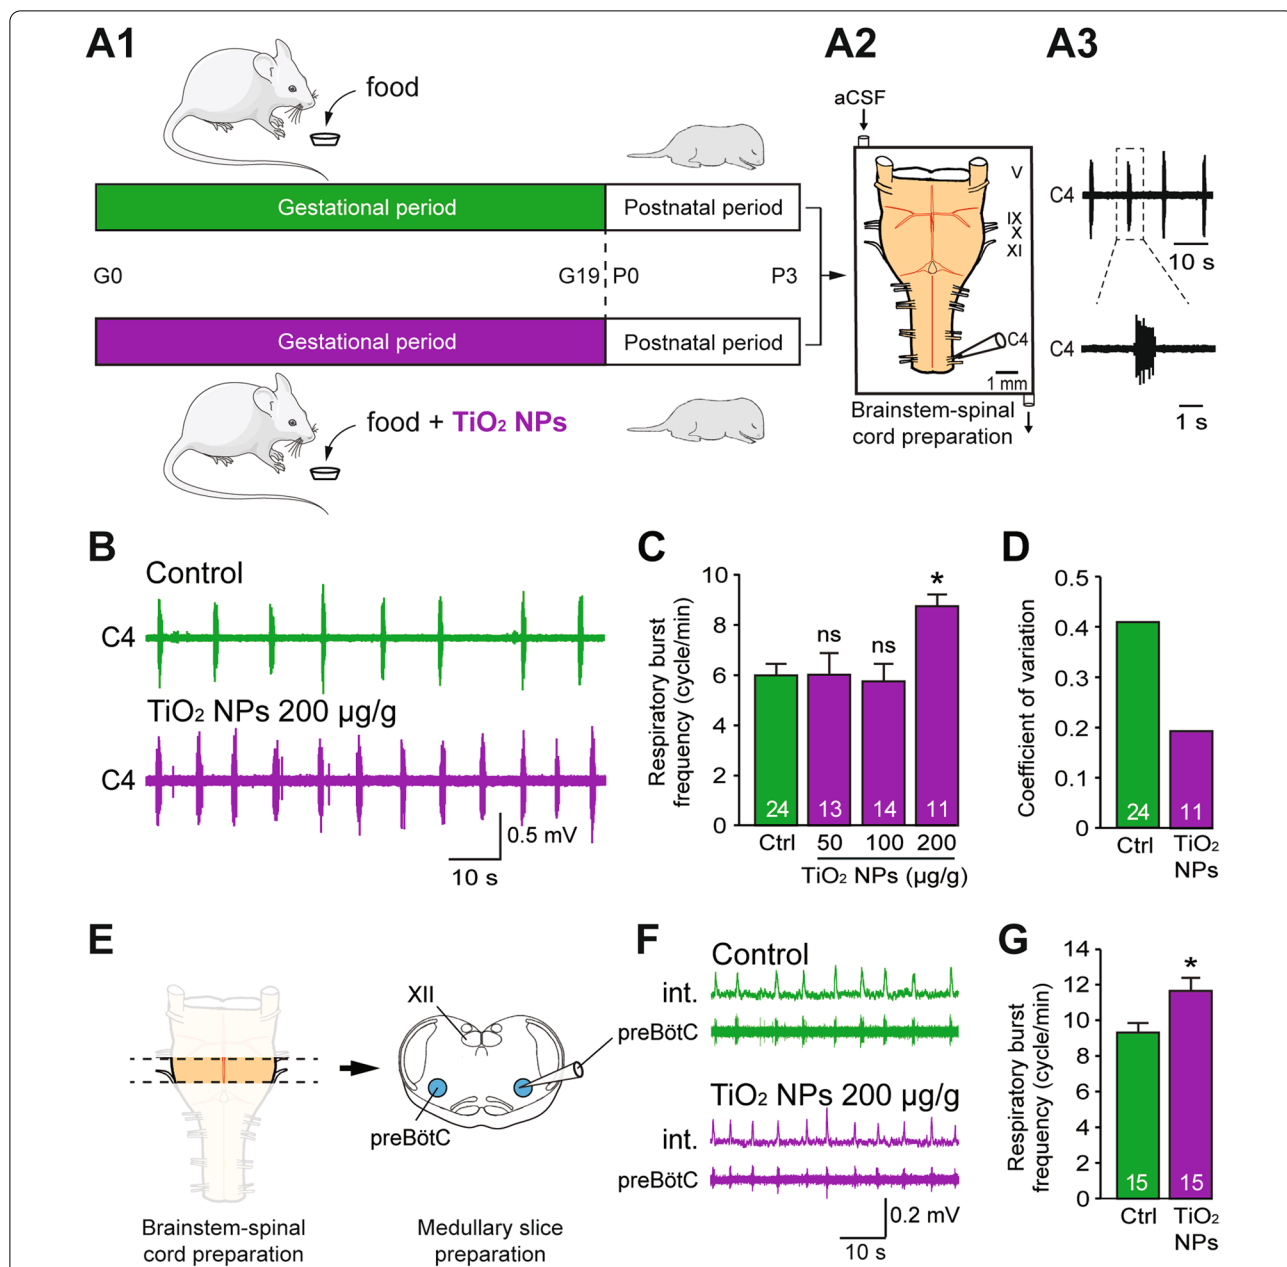 A1
food
Gestational period
Postnatal period
G0
G19
P0
P3
Gestational period
Postnatal period
food + TiO₂ NPs
A2
aCSF
V
IX
X
XI
C4
1 mm
Brainstem-spinal
cord preparation
A3
C4
10 s
C4
1 s
B
Control
C4
TiO₂ NPs 200 µg/g
C4
0.5 mV
10 s
C
Respiratory burst
frequency (cycle/min)
10
8
6
4
2
0
ns
ns
*
24
13
14
11
Ctrl
50
100
200
TiO₂ NPs (µg/g)
D
Coefficient of variation
0.5
0.4
0.3
0.2
0.1
0
24
11
Ctrl
TiO₂
NPs
E
XII
preBötC
Brainstem-spinal
cord preparation
Medullary slice
preparation
F
Control
int.
preBötC
TiO₂ NPs 200 µg/g
int.
preBötC
0.2 mV
10 s
G
Respiratory burst
frequency (cycle/min)
14
12
10
8
6
4
2
0
*
15
15
Ctrl
TiO₂
NPs